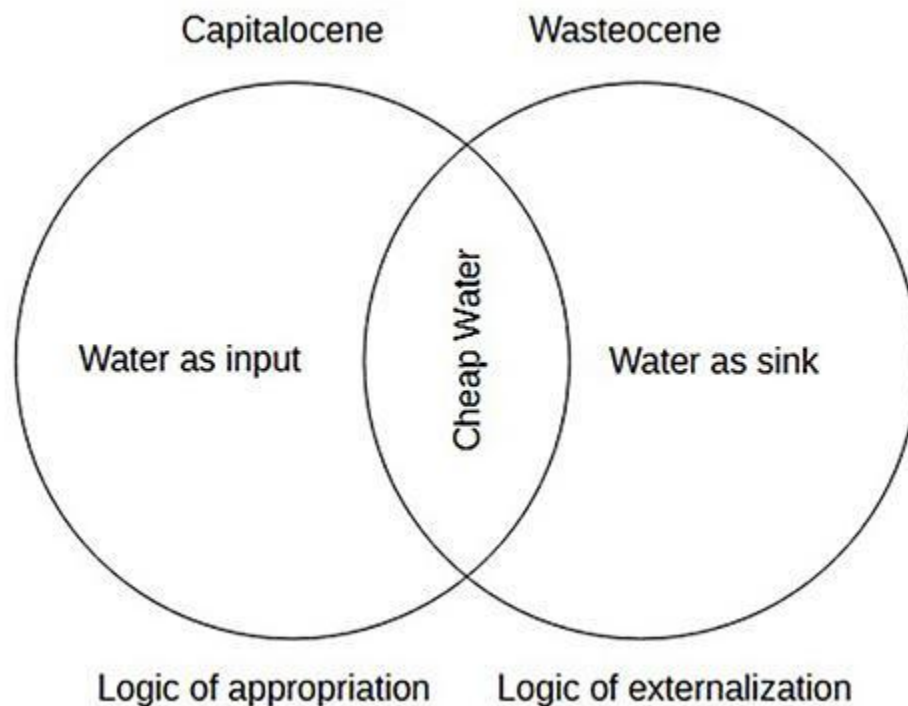 Capitalocene
Wasteocene
Water as input
Cheap Water
Water as sink
Logic of appropriation
Logic of externalization